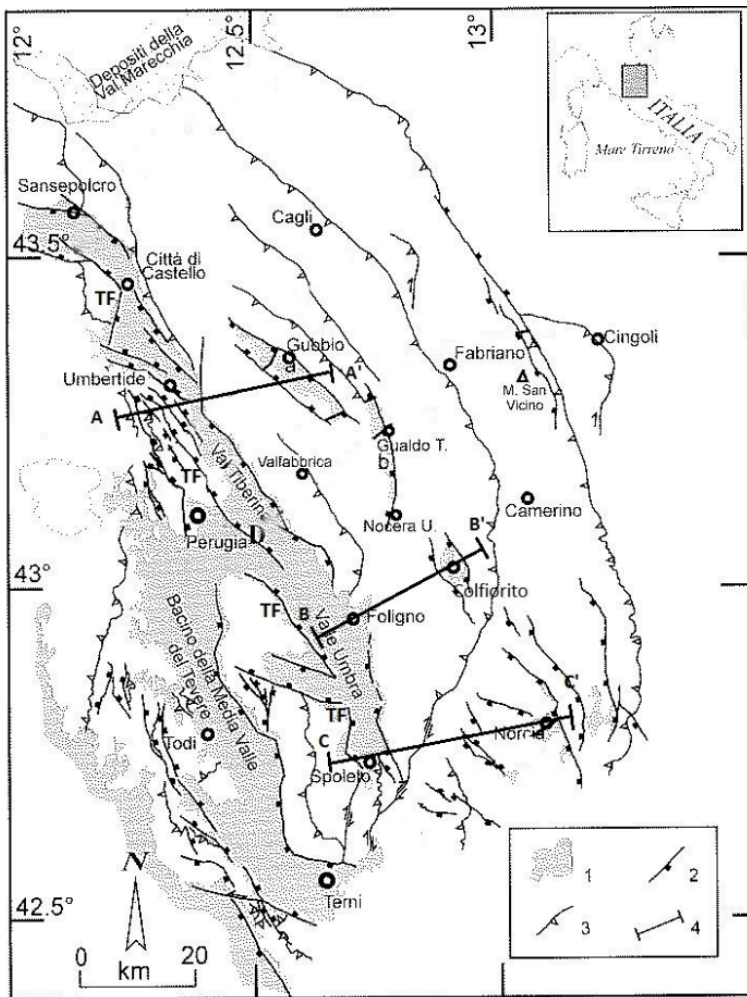 12°
12.5°
13°
Depositi della
Val Marecchia
ITALIA
Mare Tirreno
Sansepolcro
Cagli
43.5°
Città di
Castello
TF
Gubbio
a
A'
Fabriano
Cingoli
M. San
Vicino
Umbertide
A
Gualdo T.
b
Val Tiberina
Valfabbrica
TF
Nocera U.
B'
Camerino
Perugia
D
43°
Colfiorito
TF
B
Foligno
Valle Umbra
Bacino della Media Valle
del Tevere
C'
TF
Norcia
C
Todi
Spoleto
N
Terni
42.5°
0 20
km
1
2
3
4